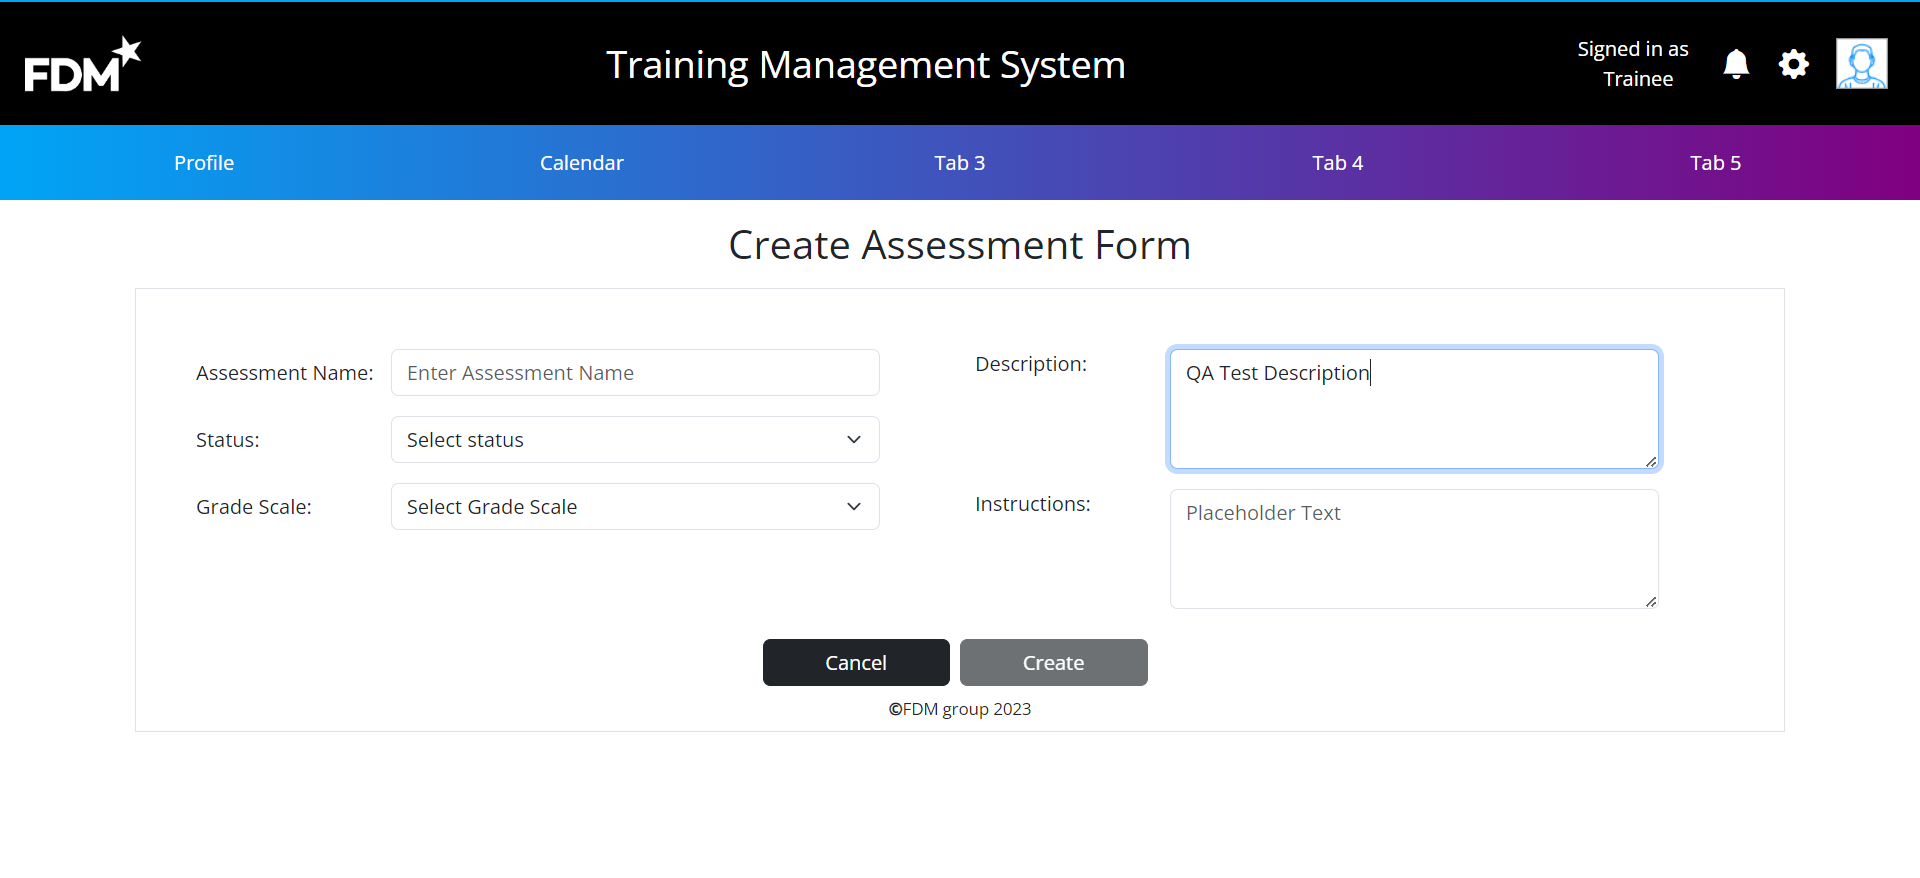 FDM
Training Management System
Signed in as
Trainee
Profile
Calendar
Tab 3
Tab 4
Tab 5
Create Assessment Form
Assessment Name:
Enter Assessment Name
Status:
Select status
Grade Scale:
Select Grade Scale
Description:
QA Test Description
Instructions:
Placeholder Text
Cancel
Create
©FDM group 2023